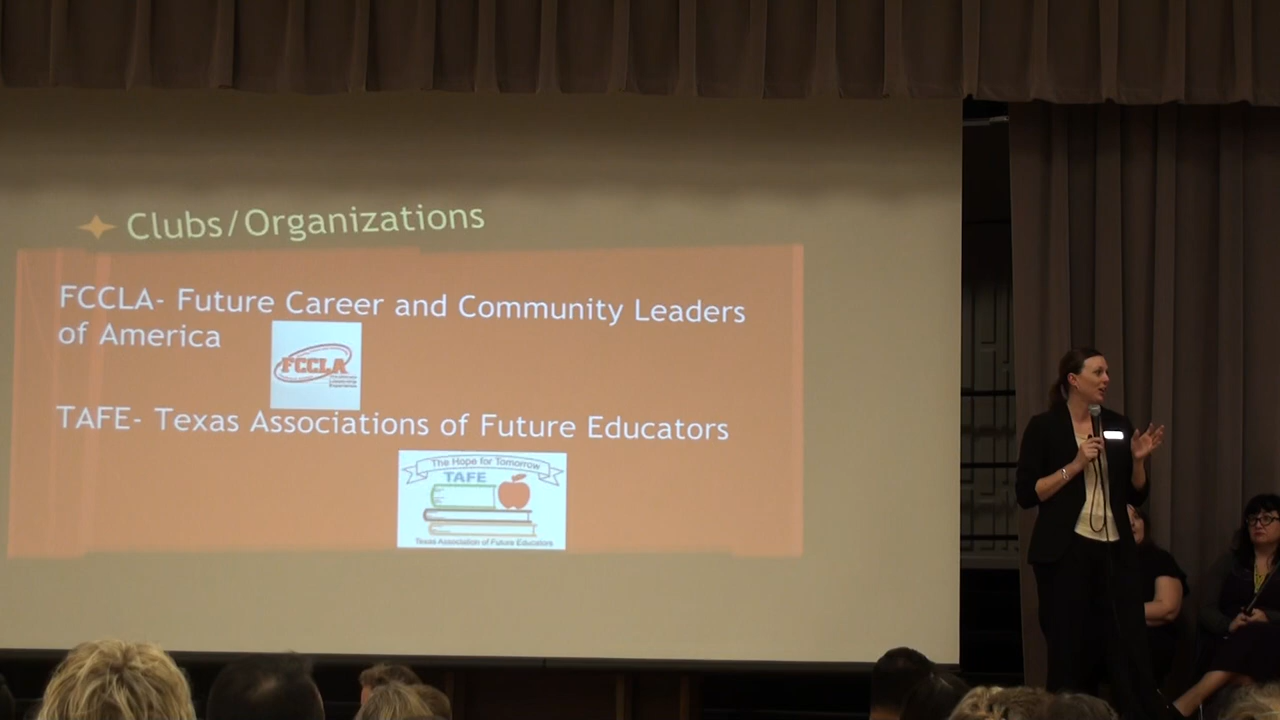 Clubs/Organizations
FCCLA- Future Career and Community Leaders
of America
FCCLA
TAFE- Texas Associations of Future Educators
The Hope for Tomorrow
TAFE
Texas Association of Future Educators